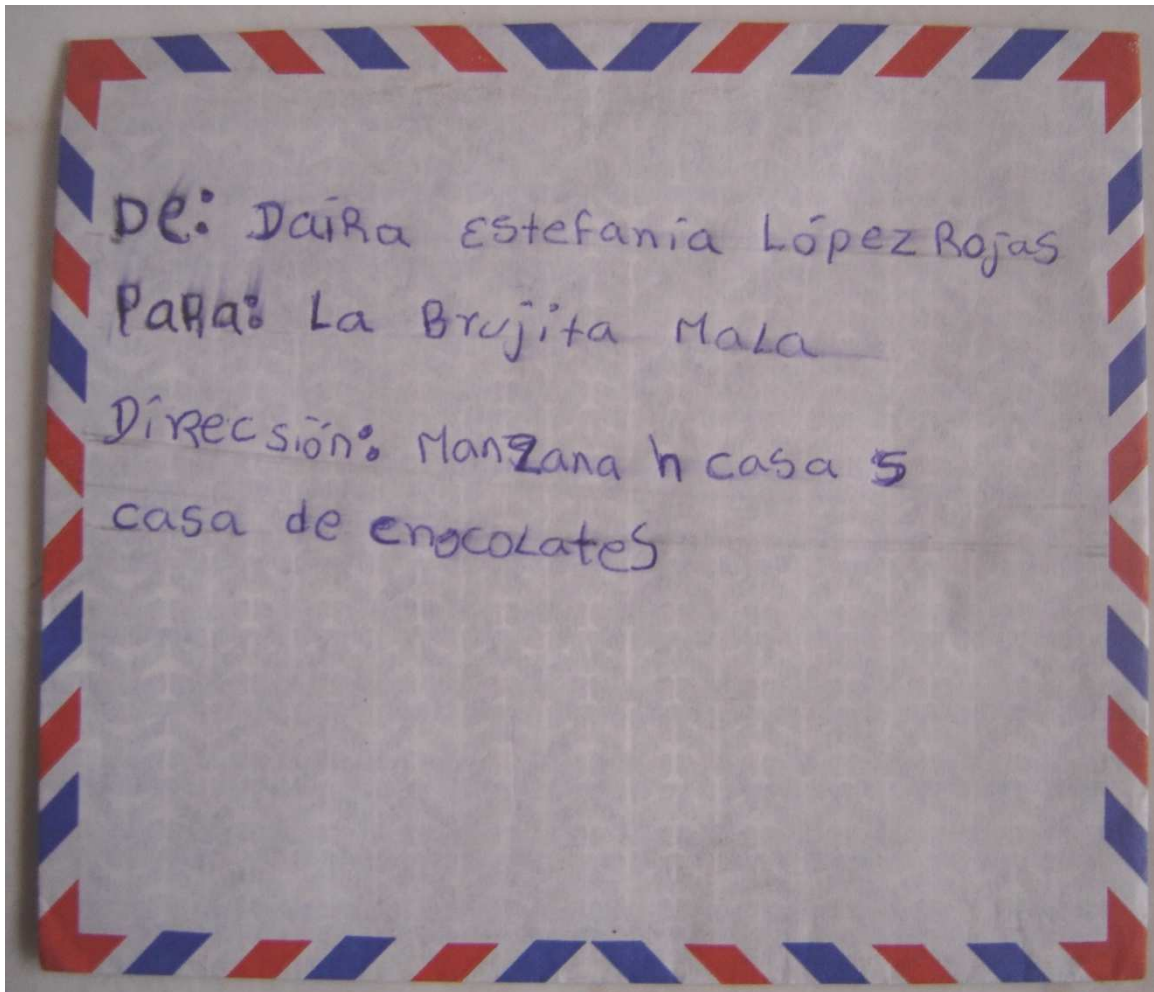 De: Daira Estefania López Rojas
Para: La Brujita Mala
Direcsión: Manzana h casa 5
casa de enocolates